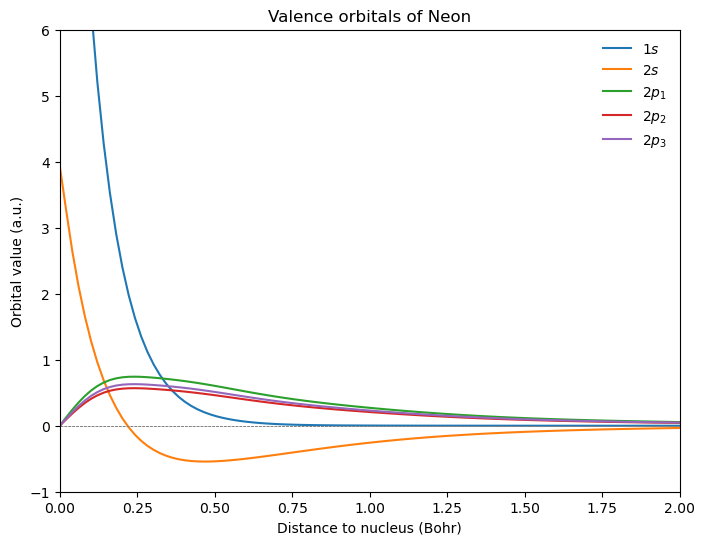 Valence orbitals of Neon
6
5
4
3
2
1
0
−1
Orbital value (a.u.)
1s
2s
2p₁
2p₂
2p₃
0.00 0.25 0.50 0.75 1.00 1.25 1.50 1.75 2.00
Distance to nucleus (Bohr)